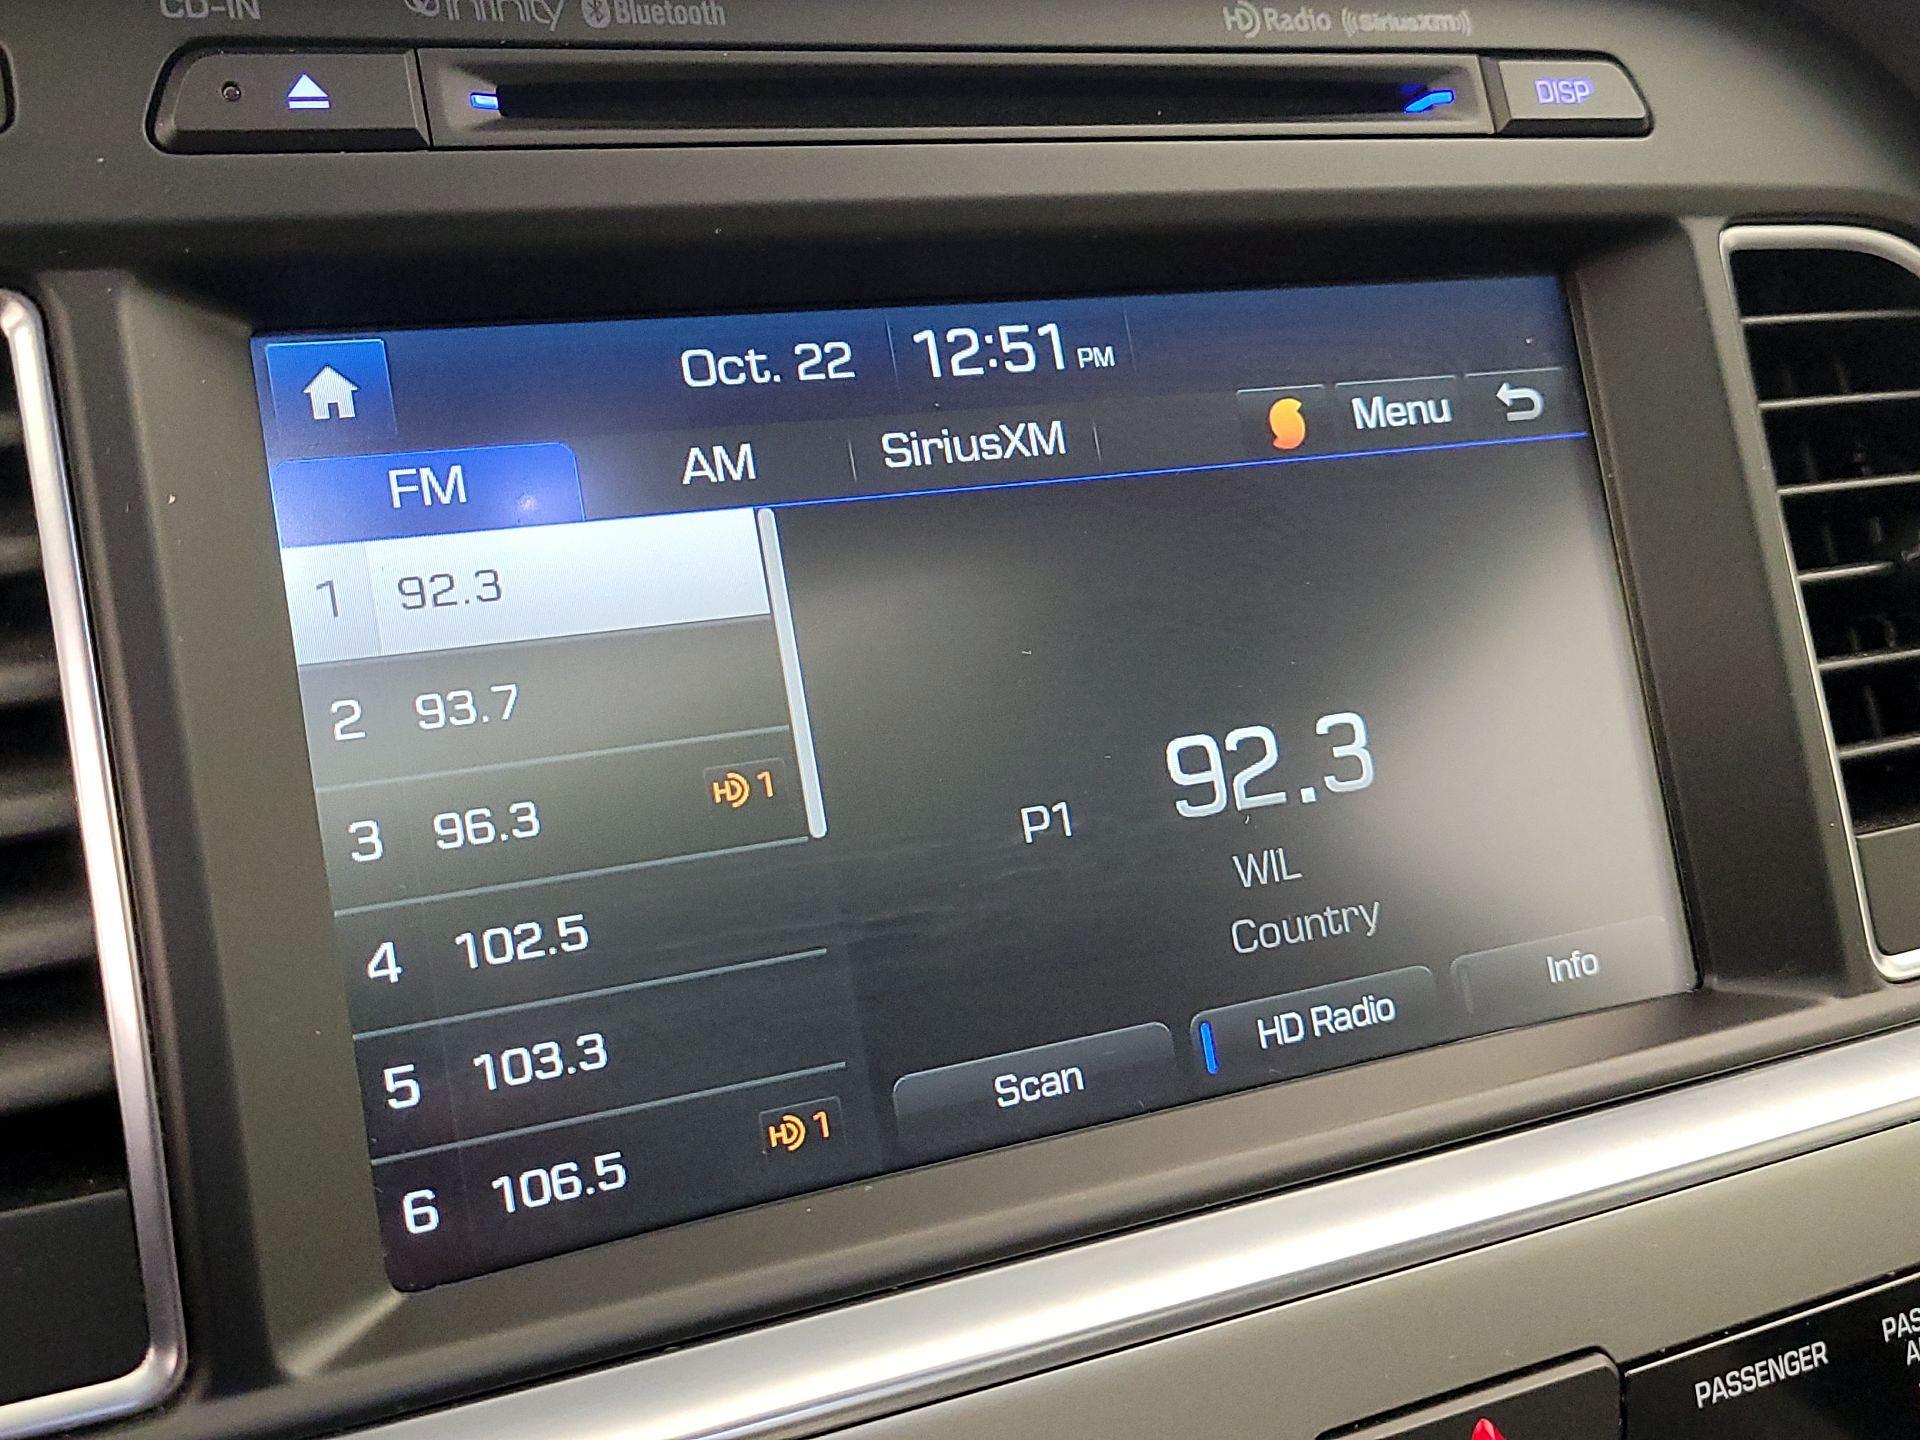 CD-IN infinity Bluetooth HD Radio ((SiriusXM))
DISP
Oct. 22 12:51 PM
FM AM SiriusXM Menu
1 92.3
2 93.7
3 96.3 HD 1
4 102.5
5 103.3
6 106.5 HD 1
P1 92.3
WIL
Country
Scan HD Radio Info
PASSENGER